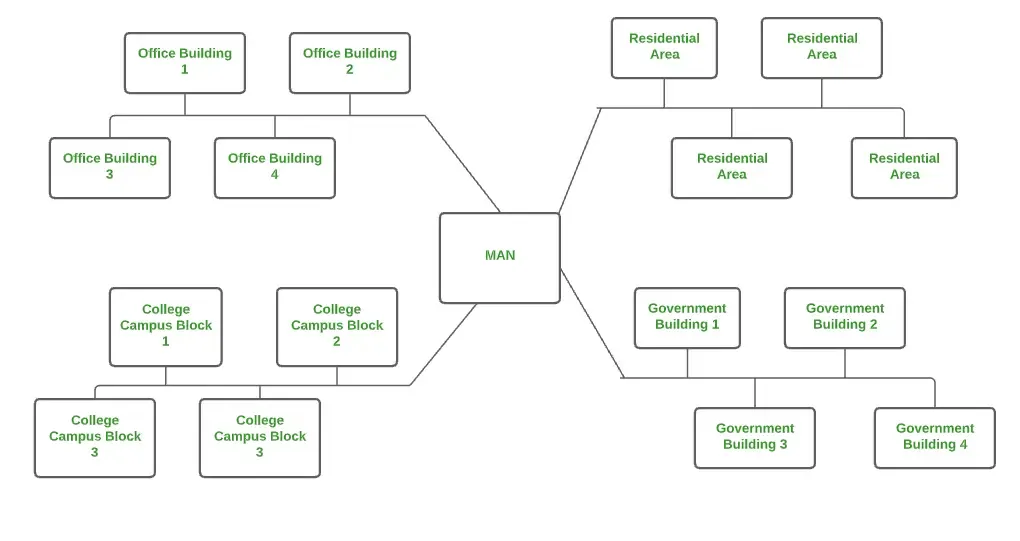 Office Building
1
Office Building
2
Office Building
3
Office Building
4
Residential
Area
Residential
Area
Residential
Area
Residential
Area
MAN
College
Campus Block
1
College
Campus Block
2
College
Campus Block
3
College
Campus Block
3
Government
Building 1
Government
Building 2
Government
Building 3
Government
Building 4